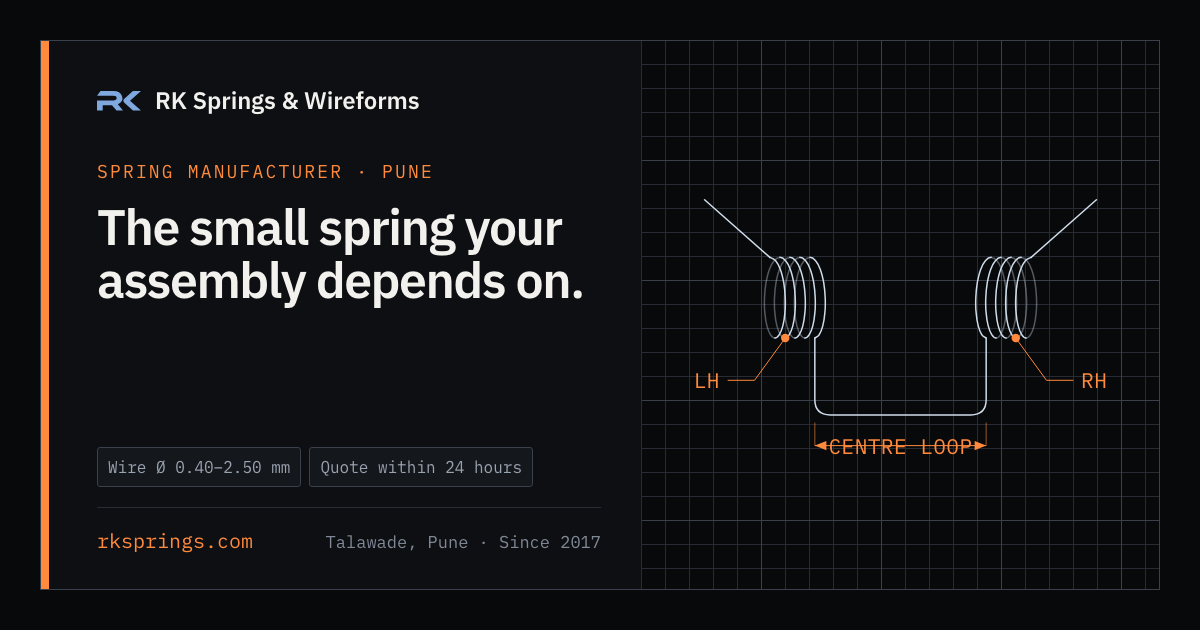 RK RK Springs & Wireforms
SPRING MANUFACTURER · PUNE
The small spring your
assembly depends on.
Wire Ø 0.40–2.50 mm
Quote within 24 hours
rksprings.com
Talawade, Pune · Since 2017
LH
RH
CENTRE LOOP